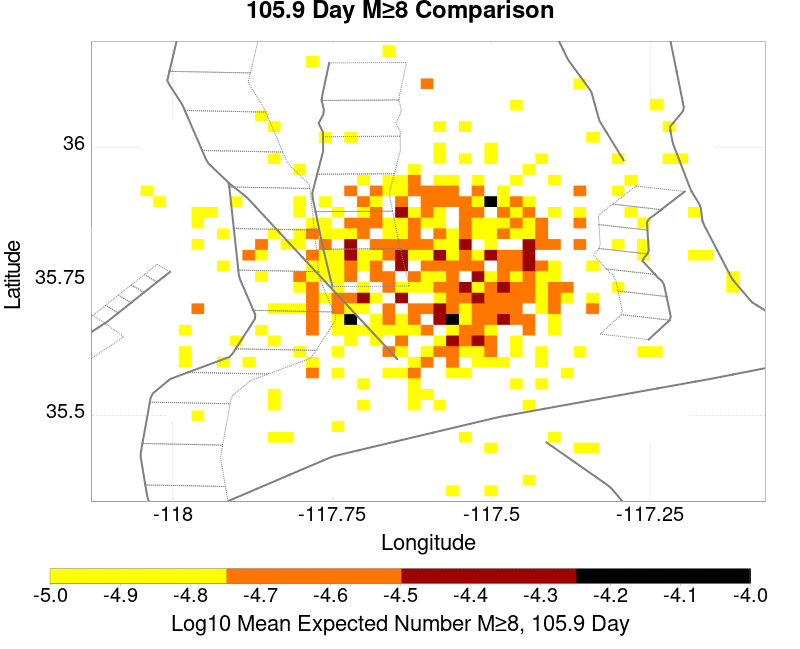 105.9 Day M≥8 Comparison
36
35.75
35.5
Latitude
-118 -117.75 -117.5 -117.25
Longitude
-5.0 -4.9 -4.8 -4.7 -4.6 -4.5 -4.4 -4.3 -4.2 -4.1 -4.0
Log10 Mean Expected Number M≥8, 105.9 Day